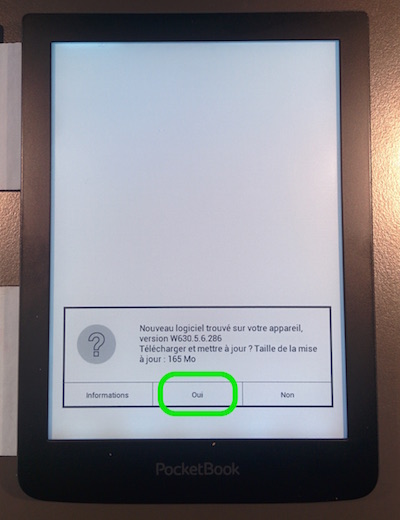 Nouveau logiciel trouvé sur votre appareil,
version W630.5.6.286
Télécharger et mettre à jour ? Taille de la mise
à jour : 165 Mo
Informations
Oui
Non
PocketBook